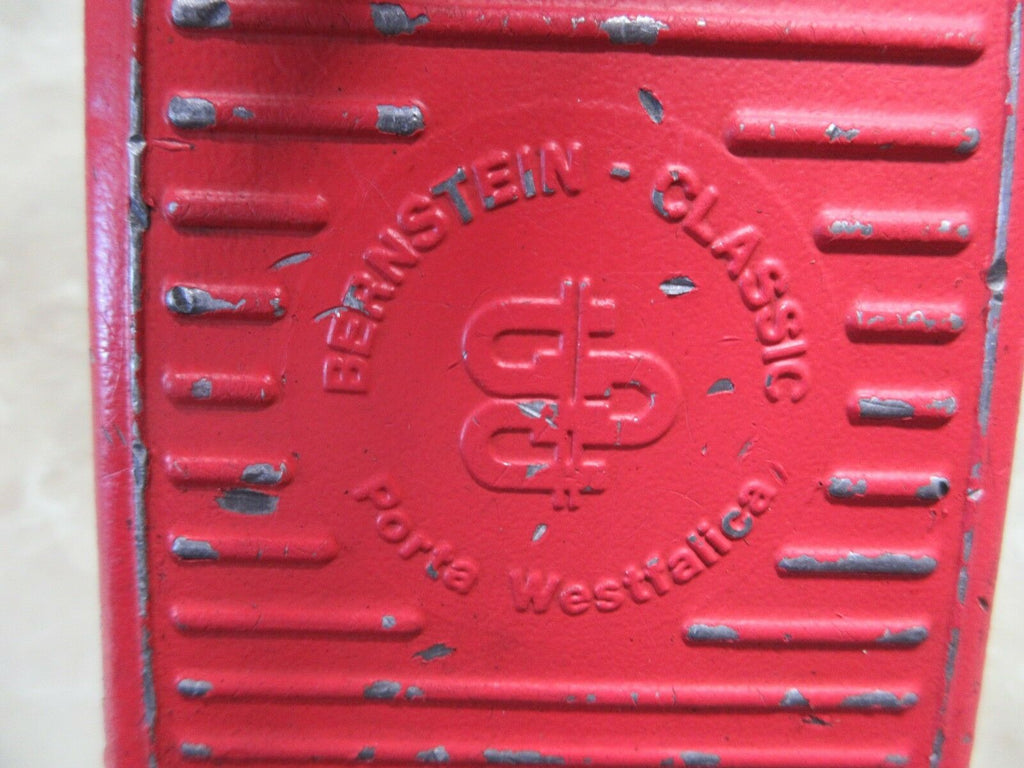 BERNSTEIN - CLASSIC
Porta Westfalica